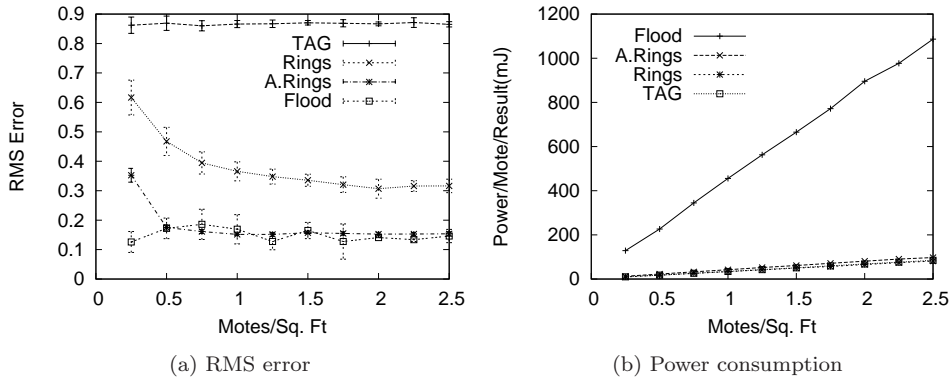 RMS Error
0.9
0.8
0.7
0.6
0.5
0.4
0.3
0.2
0.1
0
TAG
Rings
A.Rings
Flood
0 0.5 1 1.5 2 2.5
Motes/Sq. Ft
(a) RMS error
Power/Mote/Result(mJ)
1200
1000
800
600
400
200
0
Flood
A.Rings
Rings
TAG
0 0.5 1 1.5 2 2.5
Motes/Sq. Ft
(b) Power consumption